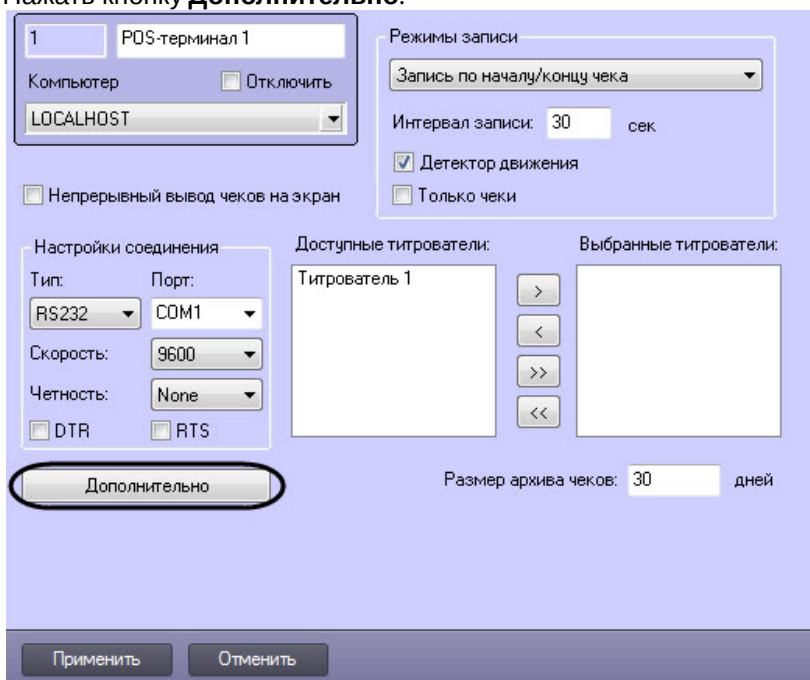 Нажать кнопку Дополнительно.
1 POS-терминал 1
Компьютер Отключить
LOCALHOST
Непрерывный вывод чеков на экран
Режимы записи
Запись по началу/концу чека
Интервал записи: 30 сек
Детектор движения
Только чеки
Настройки соединения
Тип: Порт:
RS232 COM1
Скорость: 9600
Четность: None
DTR RTS
Доступные титрователи:
Титрователь 1
>
<
>>
<<
Выбранные титрователи:
Дополнительно
Размер архива чеков: 30 дней
Применить Отменить